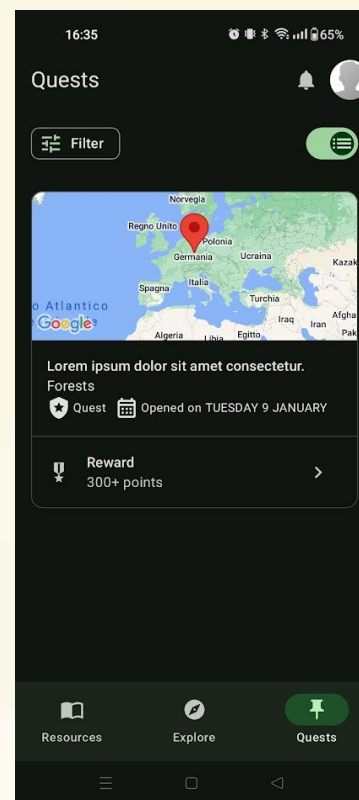 16:35
65%
Quests
Filter
Norvegia
Regno Unito
Polonia
Germania
Ucraina
Kazak
Spagna
Italia
Turchia
o Atlantico
Google
Iraq
Iran
Afgha
Pak
Algeria
Libia
Egitto
Lorem ipsum dolor sit amet consectetur.
Forests
Quest Opened on TUESDAY 9 JANUARY
Reward
300+ points
Resources Explore Quests